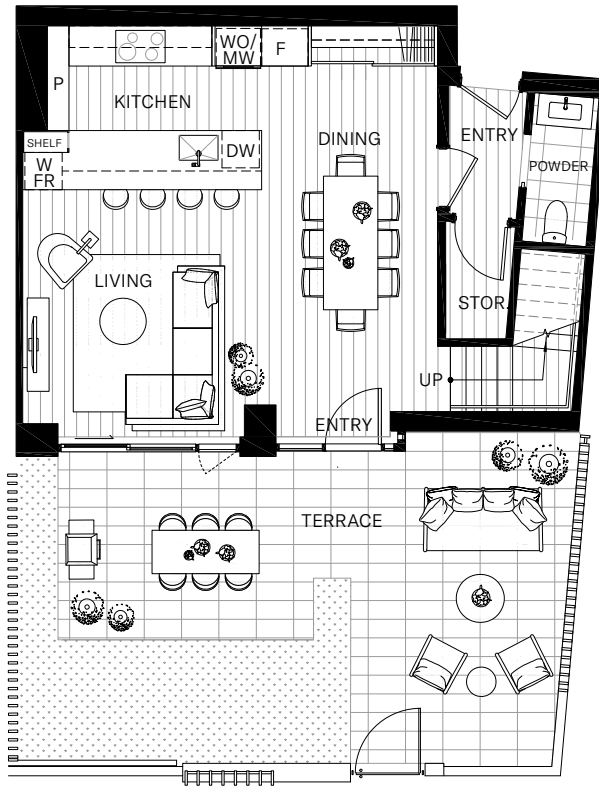 WO/
MW
F
P
KITCHEN
SHELF
W
FR
DW
DINING
ENTRY
POWDER
LIVING
STOR.
UP
ENTRY
TERRACE